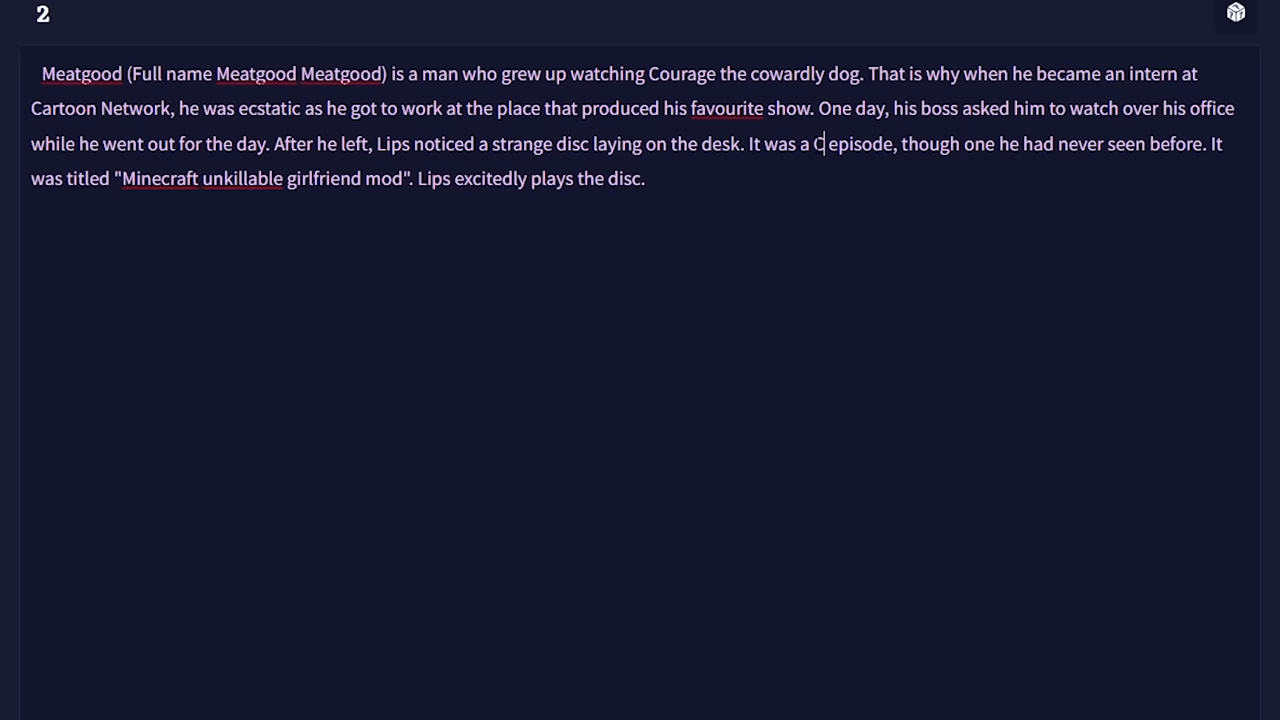 2
Meatgood (Full name Meatgood Meatgood) is a man who grew up watching Courage the cowardly dog. That is why when he became an intern at
Cartoon Network, he was ecstatic as he got to work at the place that produced his favourite show. One day, his boss asked him to watch over his office
while he went out for the day. After he left, Lips noticed a strange disc laying on the desk. It was a C episode, though one he had never seen before. It
was titled "Minecraft unkillable girlfriend mod". Lips excitedly plays the disc.